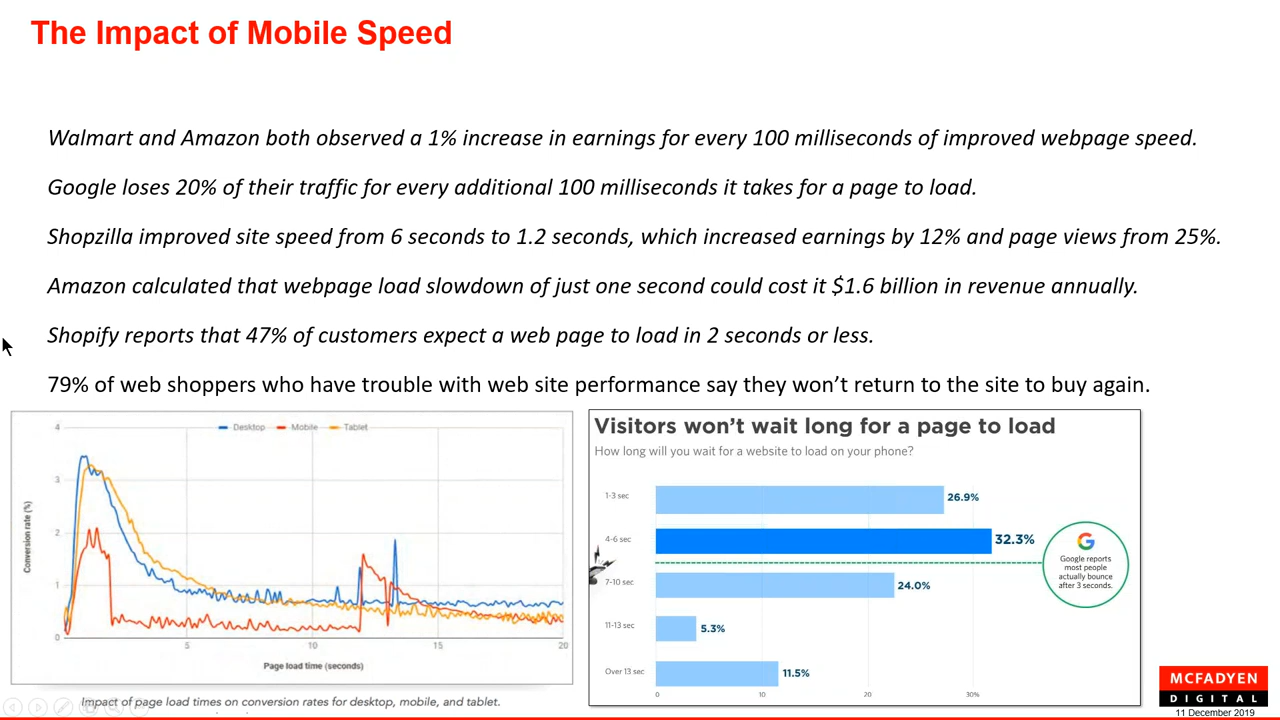 The Impact of Mobile Speed
Walmart and Amazon both observed a 1% increase in earnings for every 100 milliseconds of improved webpage speed.
Google loses 20% of their traffic for every additional 100 milliseconds it takes for a page to load.
Shopzilla improved site speed from 6 seconds to 1.2 seconds, which increased earnings by 12% and page views from 25%.
Amazon calculated that webpage load slowdown of just one second could cost it $1.6 billion in revenue annually.
Shopify reports that 47% of customers expect a web page to load in 2 seconds or less.
79% of web shoppers who have trouble with web site performance say they won’t return to the site to buy again.
Desktop Mobile Tablet
Conversion rate (%)
4
3
2
1
0
5 10 15 20
Page load time (seconds)
Impact of page load times on conversion rates for desktop, mobile, and tablet.
Visitors won’t wait long for a page to load
How long will you wait for a website to load on your phone?
1-3 sec 26.9%
4-6 sec 32.3%
7-10 sec 24.0%
11-13 sec 5.3%
Over 13 sec 11.5%
0 10 20 30%
G
Google reports
most people
actually bounce
after 3 seconds.
MCFADYEN
DIGITAL
11 December 2019